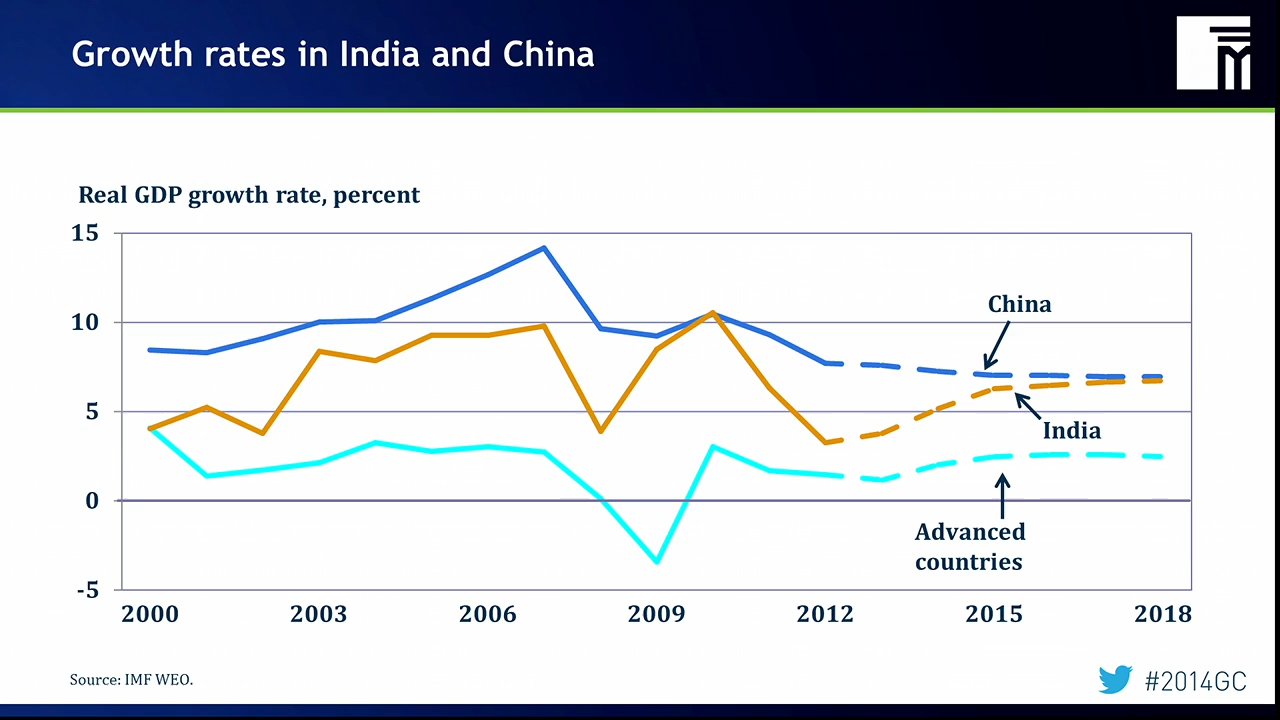 Growth rates in India and China
Real GDP growth rate, percent
15
10
5
0
-5
China
India
Advanced
countries
2000 2003 2006 2009 2012 2015 2018
Source: IMF WEO.
#2014GC